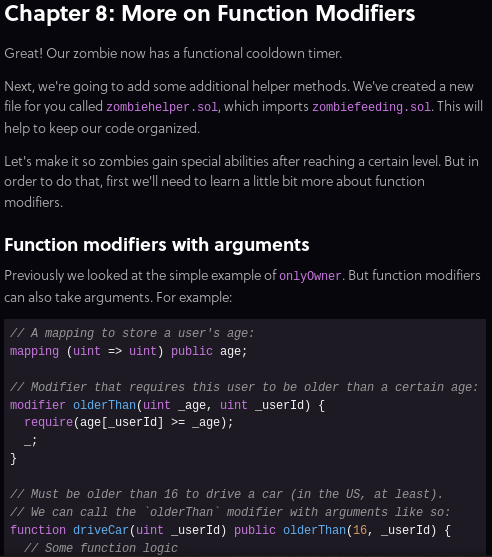 Chapter 8: More on Function Modifiers
Great! Our zombie now has a functional cooldown timer.
Next, we're going to add some additional helper methods. We've created a new
file for you called zombiehelper.sol, which imports zombiefeeding.sol. This will
help to keep our code organized.
Let's make it so zombies gain special abilities after reaching a certain level. But in
order to do that, first we'll need to learn a little bit more about function
modifiers.
Function modifiers with arguments
Previously we looked at the simple example of onlyOwner. But function modifiers
can also take arguments. For example:
// A mapping to store a user's age:
mapping (uint => uint) public age;
// Modifier that requires this user to be older than a certain age:
modifier olderThan(uint _age, uint _userId) {
  require(age[_userId] >= _age);
  _;
}
// Must be older than 16 to drive a car (in the US, at least).
// We can call the `olderThan` modifier with arguments like so:
function driveCar(uint _userId) public olderThan(16, _userId) {
  // Some function logic